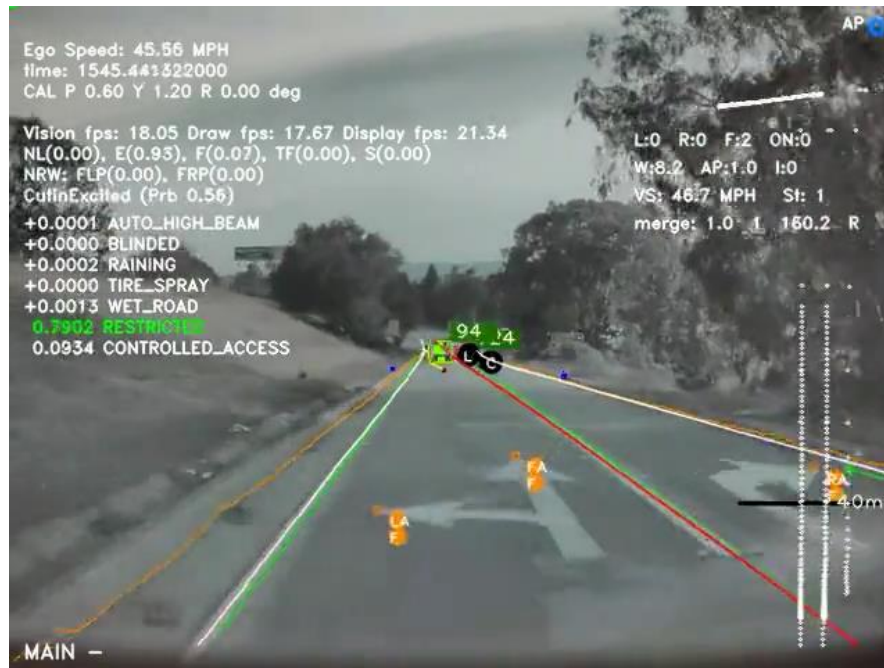 Ego Speed: 45.56 MPH
CAL P 0.60 Y 1.20 R 0.00 deg
Vision fps: 18.05 Draw fps: 17.67 Display fps: 21.34
NL(0.00), E(0.93), F(0.07), TF(0.00), S(0.00)
NRW: FLP(0.00), FRP(0.00)
CutinExcited (Prb 0.56)
+0.0001 AUTO_HIGH_BEAM
+0.0000 BLINDED
+0.0002 RAINING
+0.0000 TIRE_SPRAY
+0.0013 WET_ROAD
0.7902 RESTRICTED
0.0934 CONTROLLED_ACCESS
AP
L:0 R:0 F:2 ON:0
W:8.2 AP:1.0 I:0
VS: 46.7 MPH St: 1
merge: 1.0 1 160.2 R
94
24
L
G
FA
F
RA
LA
F
40m
MAIN -